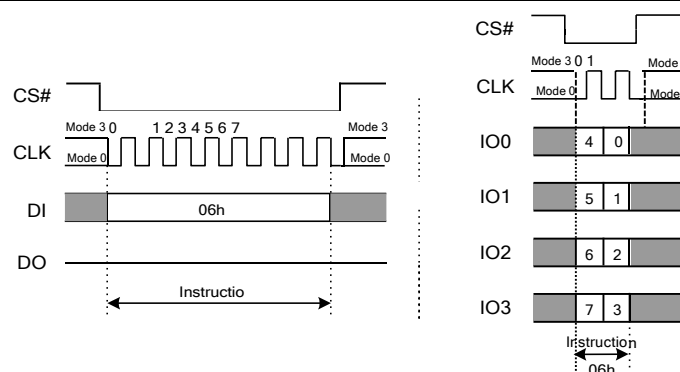 CS#
Mode 3 0 1 2 3 4 5 6 7 Mode 3
CLK
Mode 0 Mode 0
DI 06h
DO
Instructio
CS#
Mode 3 0 1 Mode
CLK
Mode 0 Mode
IO0 4 0
IO1 5 1
IO2 6 2
IO3 7 3
Instruction
06h